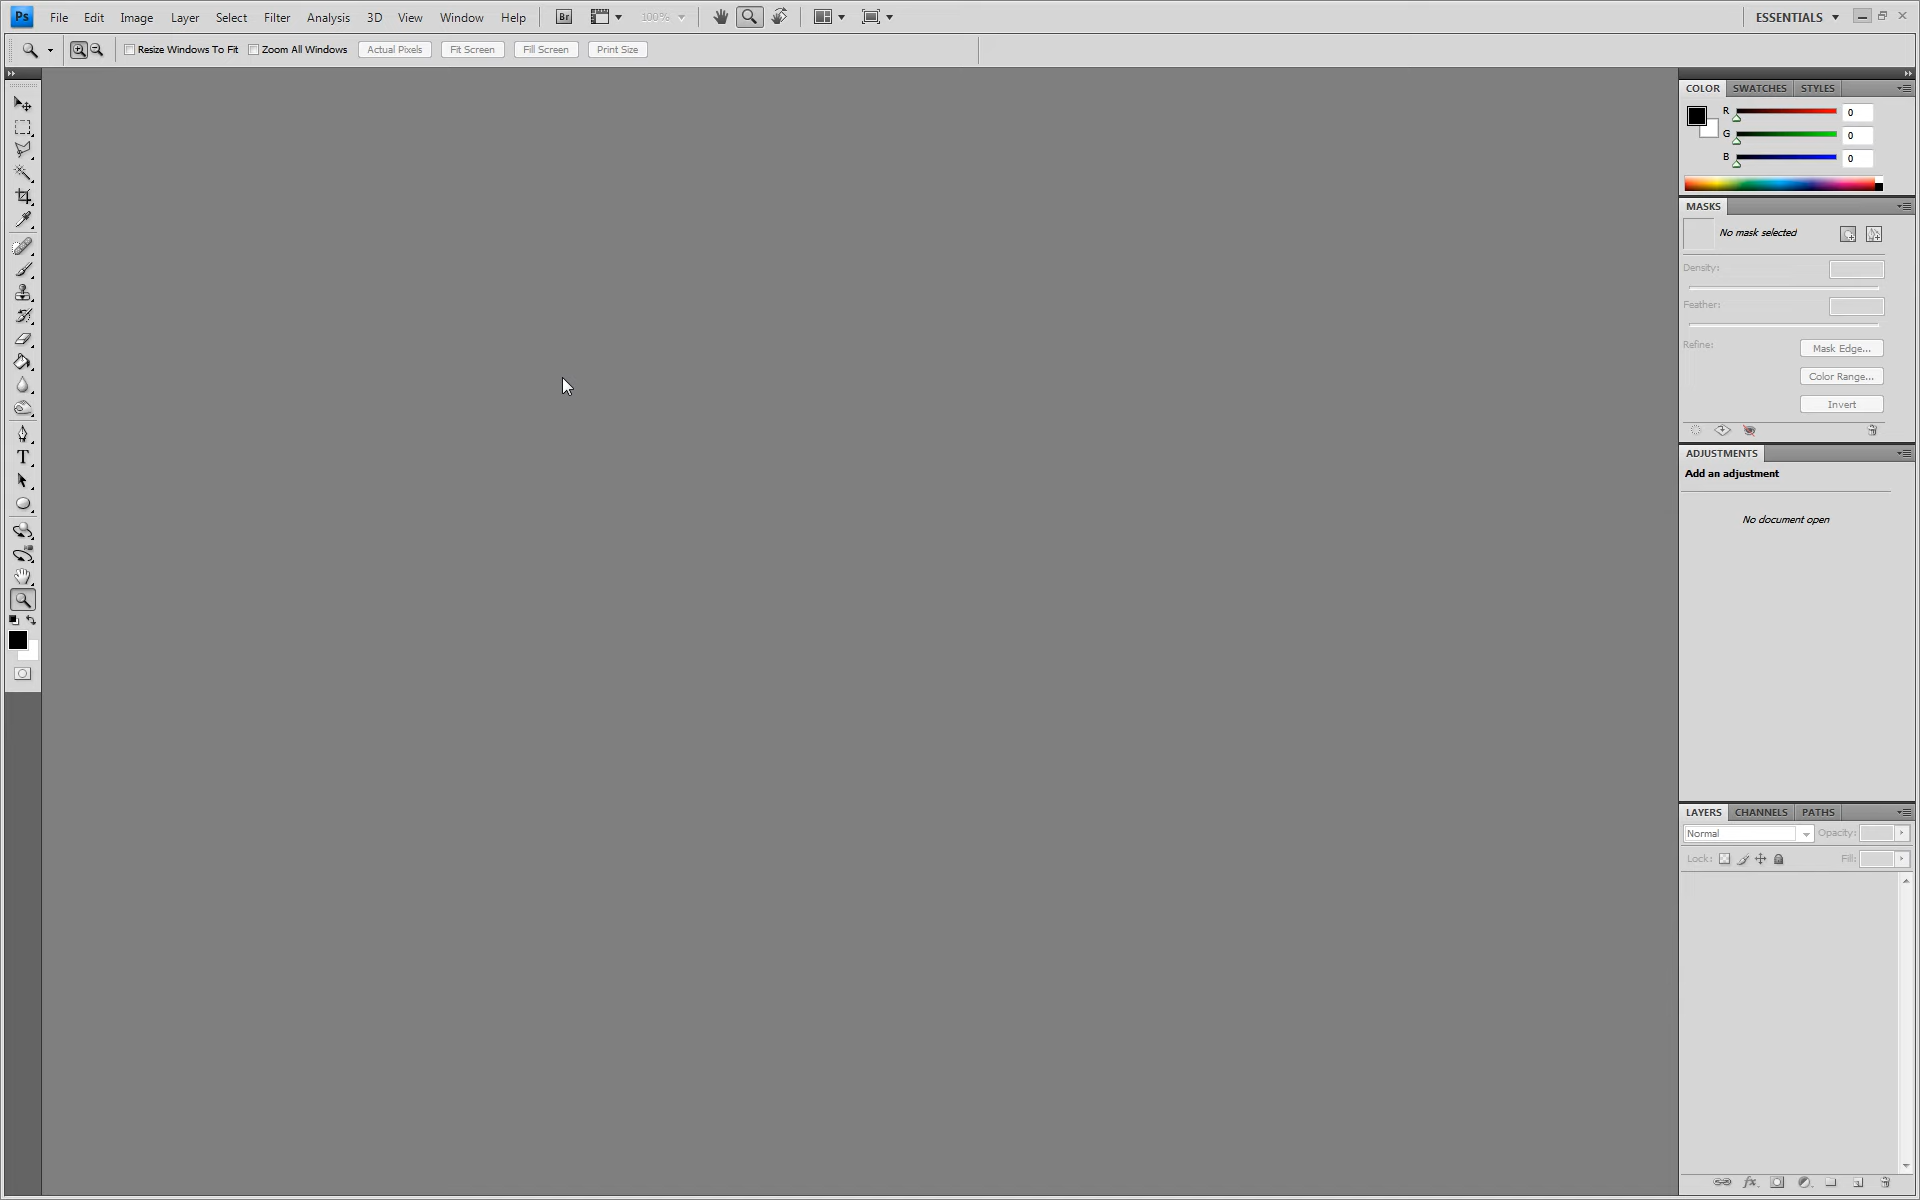 Ps File Edit Image Layer Select Filter Analysis 3D View Window Help Br 100% ESSENTIALS
Resize Windows To Fit Zoom All Windows Actual Pixels Fit Screen Fill Screen Print Size
COLOR SWATCHES STYLES
R 0
G 0
B 0
MASKS
No mask selected
Density:
Feather:
Refine: Mask Edge...
Color Range...
Invert
T
ADJUSTMENTS
Add an adjustment
No document open
LAYERS CHANNELS PATHS
Normal Opacity:
Lock: Fill:
fx